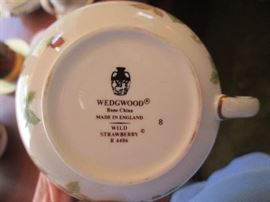 WEDGWOOD®
Bone China
MADE IN ENGLAND
8
WILD
STRAWBERRY ©
R 4406